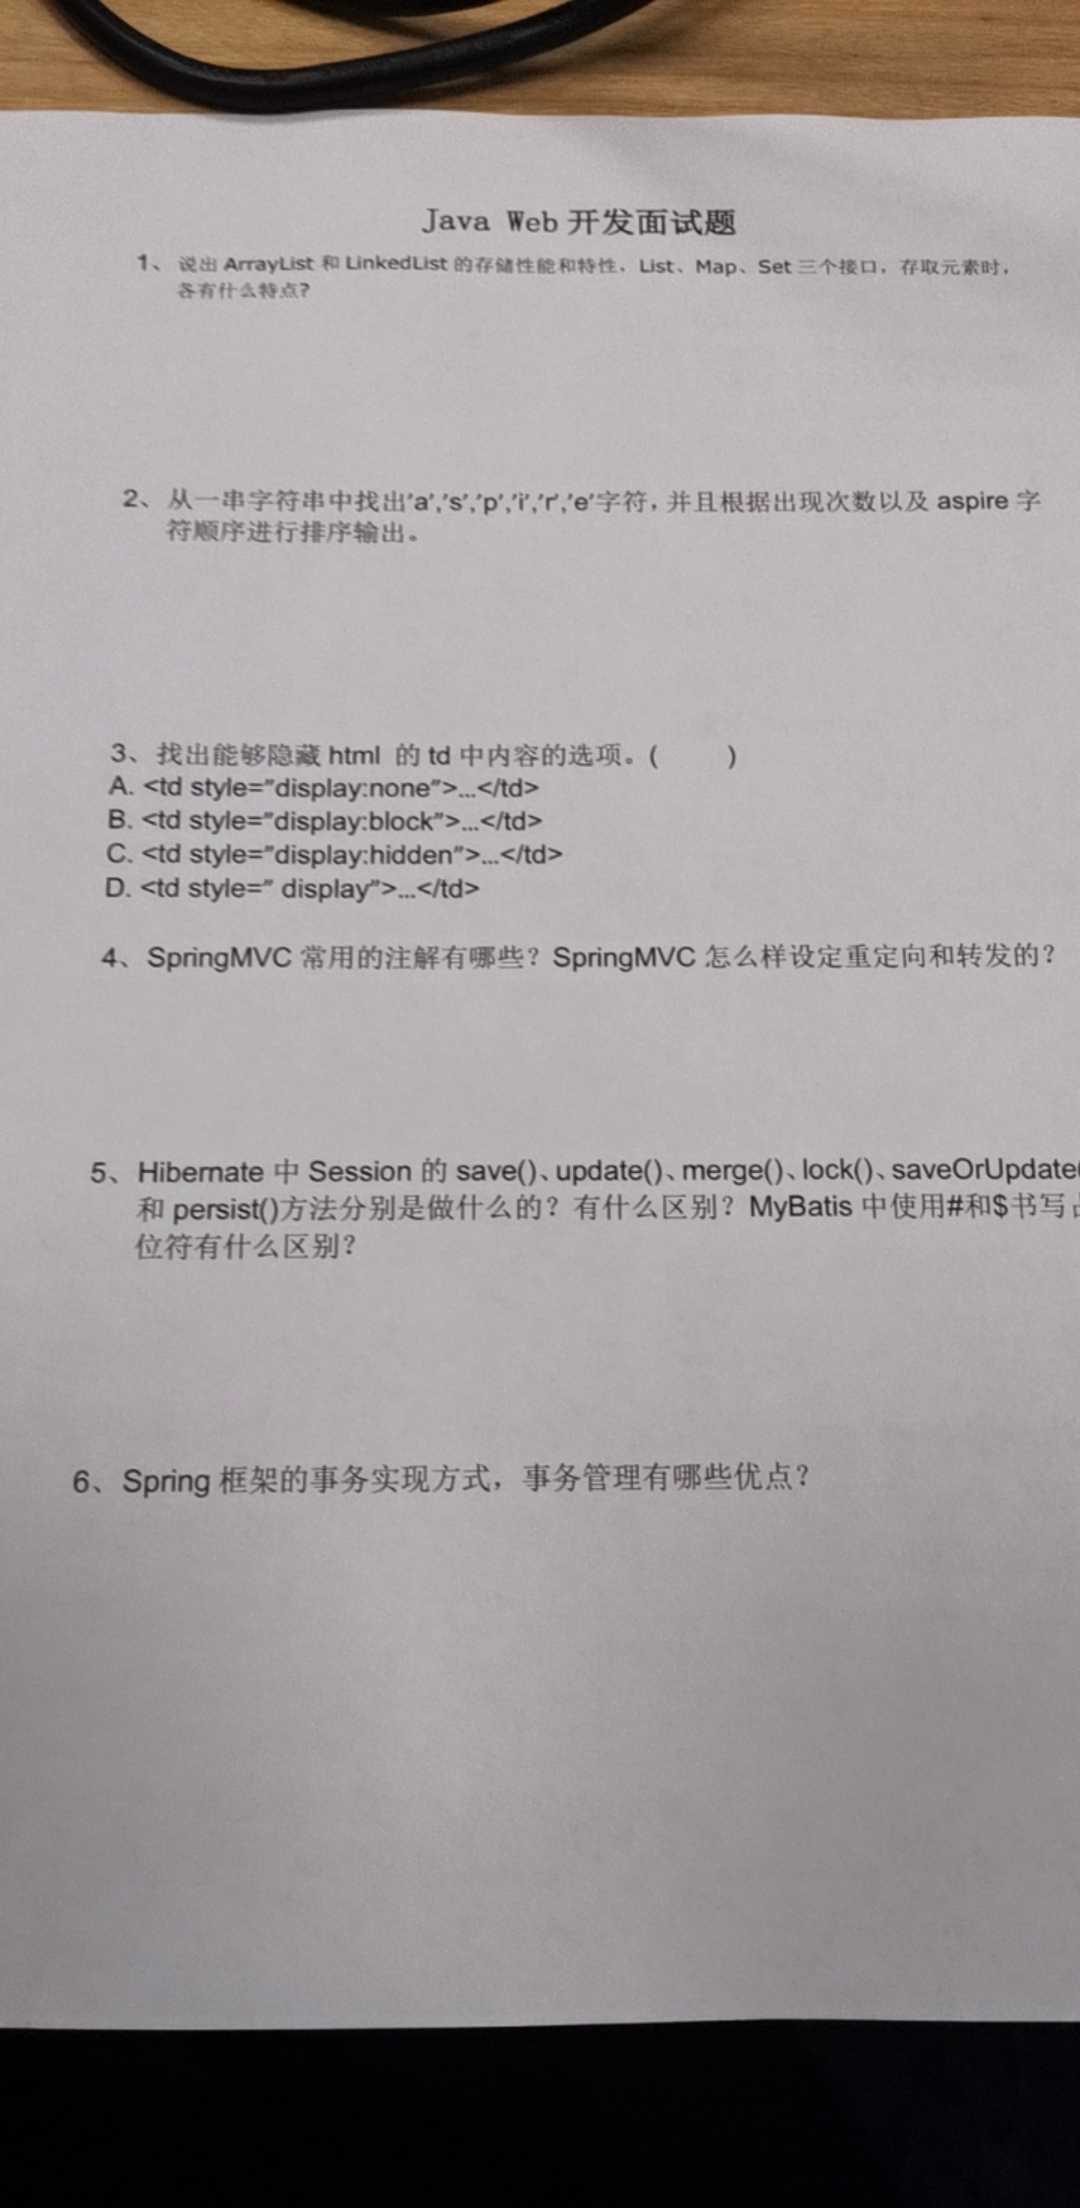 Java Web 开发面试题
1、 说出 ArrayList 和 LinkedList 的存储性能和特性，List、Map、Set 三个接口，存取元素时，
各有什么特点?
2、 从一串字符串中找出'a','s','p','i','r','e'字符，并且根据出现次数以及 aspire 字
符顺序进行排序输出。
3、找出能够隐藏 html 的 td 中内容的选项。( )
A. <td style="display:none">...</td>
B. <td style="display:block">...</td>
C. <td style="display:hidden">...</td>
D. <td style=" display">...</td>
4、SpringMVC 常用的注解有哪些？SpringMVC 怎么样设定重定向和转发的？
5、Hibernate 中 Session 的 save()、update()、merge()、lock()、saveOrUpdate(
和 persist()方法分别是做什么的？有什么区别？MyBatis 中使用#和$书写
位符有什么区别？
6、Spring 框架的事务实现方式，事务管理有哪些优点？